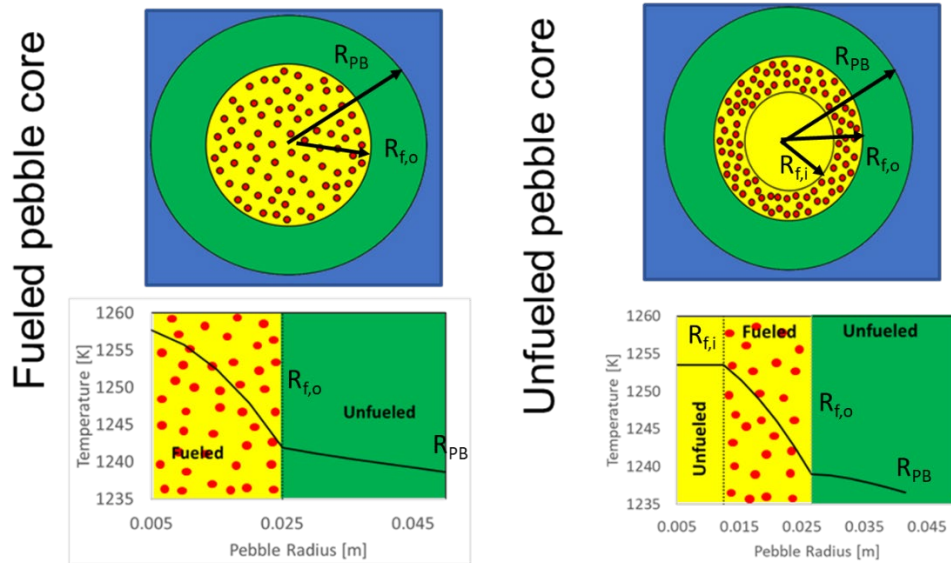 Fueled pebble core
R_PB
R_f,o
1260
1255
1250
1245
1240
1235
Temperature [K]
R_f,o
Unfueled
R_PB
Fueled
0.005
0.025
0.045
Pebble Radius [m]
Unfueled pebble core
R_PB
R_f,o
R_f,i
1260
1255
1250
1245
1240
1235
Temperature [K]
Fueled
Unfueled
R_f,i
R_f,o
R_PB
Unfueled
0.005
0.015
0.025
0.035
0.045
Pebble Radius [m]